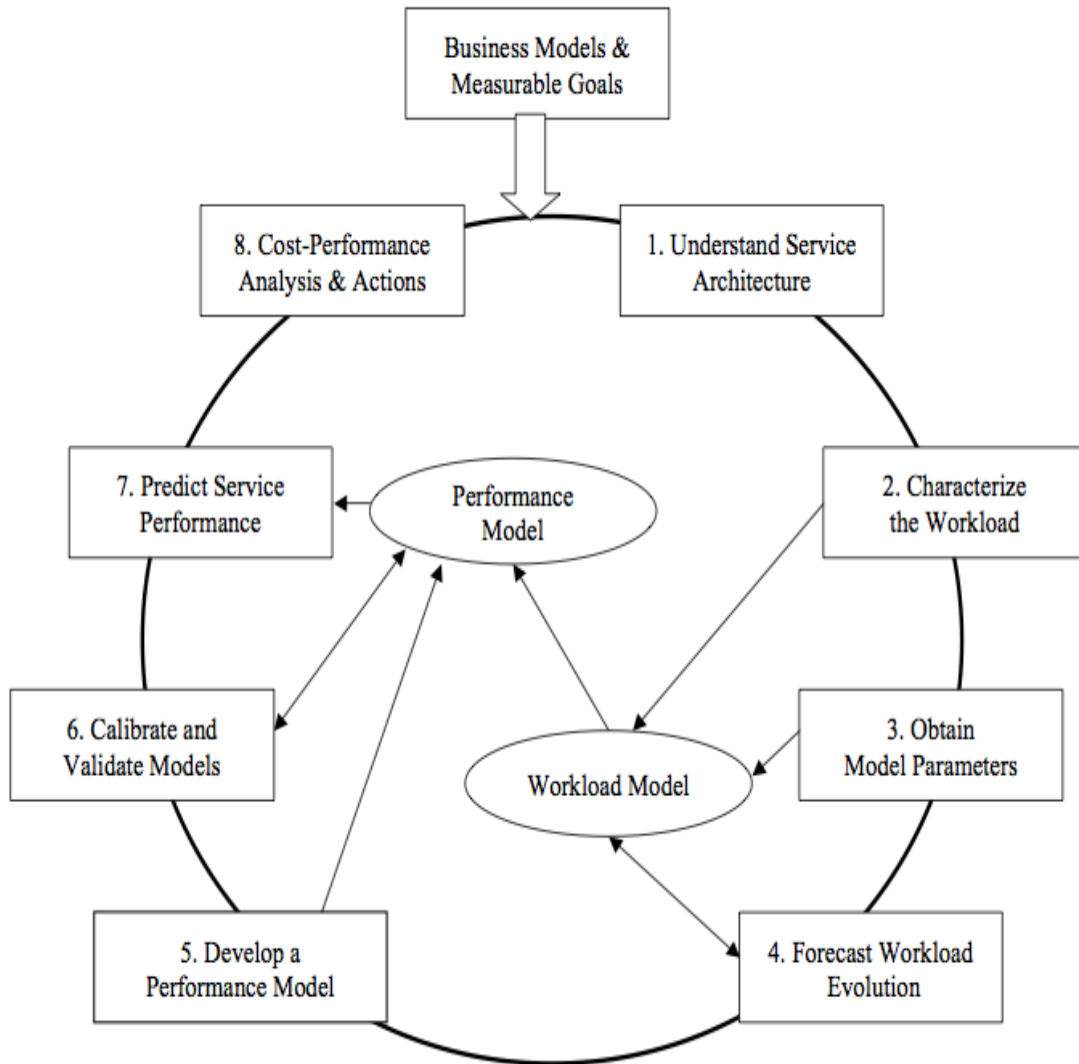 Business Models &
Measurable Goals
8. Cost-Performance
Analysis & Actions
1. Understand Service
Architecture
7. Predict Service
Performance
Performance
Model
2. Characterize
the Workload
6. Calibrate and
Validate Models
Workload Model
3. Obtain
Model Parameters
5. Develop a
Performance Model
4. Forecast Workload
Evolution